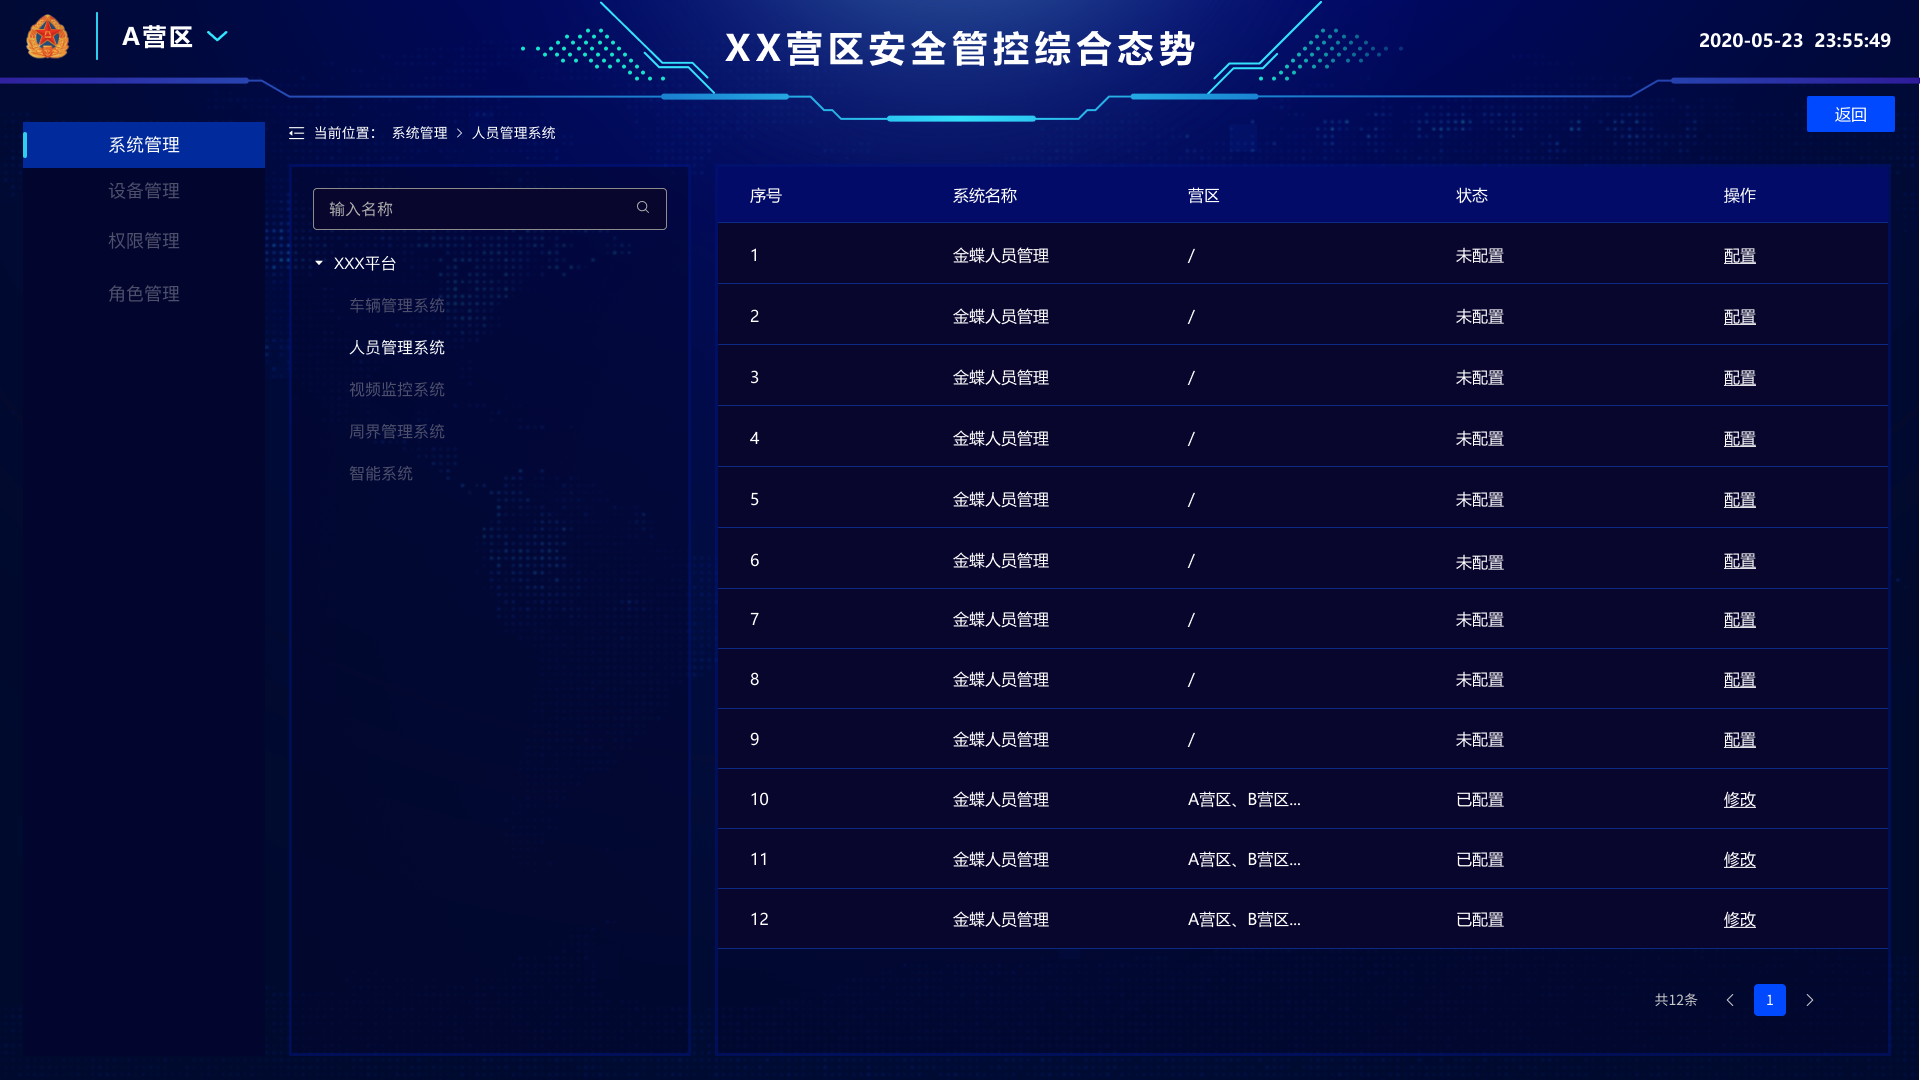 A营区
XX营区安全管控综合态势
2020-05-23 23:55:49
返回
当前位置： 系统管理 > 人员管理系统
系统管理
设备管理
权限管理
角色管理
输入名称
XXX平台
车辆管理系统
人员管理系统
视频监控系统
周界管理系统
智能系统
序号 系统名称 营区 状态 操作
1 金蝶人员管理 / 未配置 配置
2 金蝶人员管理 / 未配置 配置
3 金蝶人员管理 / 未配置 配置
4 金蝶人员管理 / 未配置 配置
5 金蝶人员管理 / 未配置 配置
6 金蝶人员管理 / 未配置 配置
7 金蝶人员管理 / 未配置 配置
8 金蝶人员管理 / 未配置 配置
9 金蝶人员管理 / 未配置 配置
10 金蝶人员管理 A营区、B营区... 已配置 修改
11 金蝶人员管理 A营区、B营区... 已配置 修改
12 金蝶人员管理 A营区、B营区... 已配置 修改
共12条 < 1 >